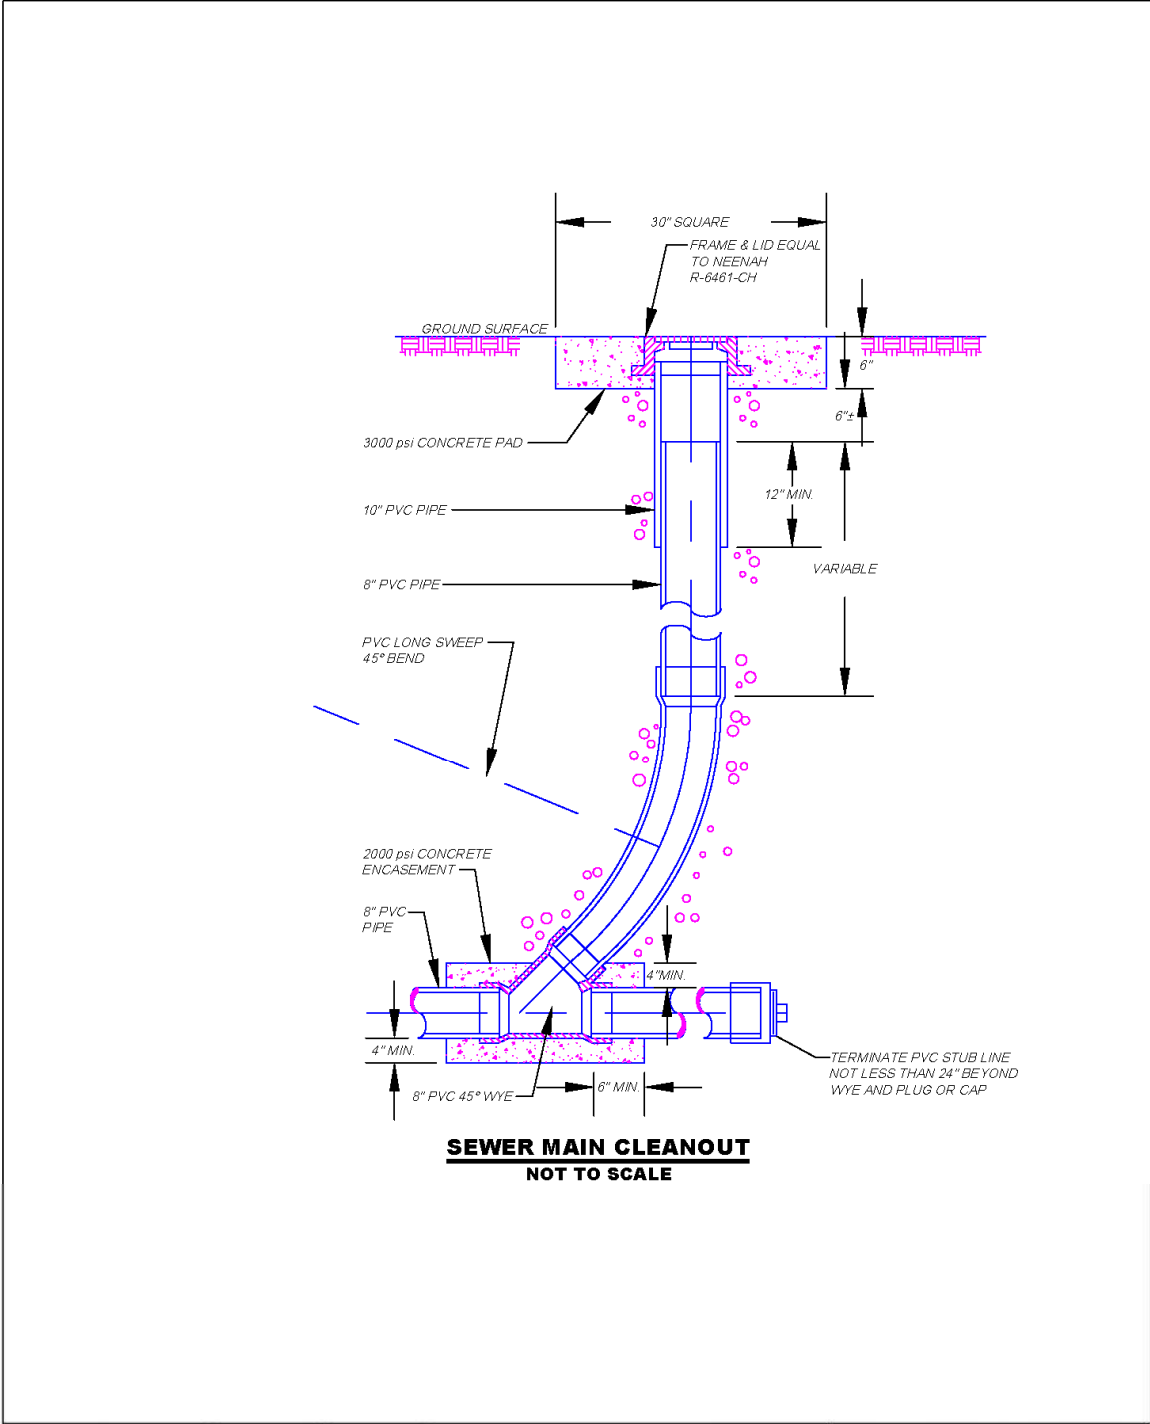 30" SQUARE
FRAME & LID EQUAL
TO NEENAH
R-6461-CH
GROUND SURFACE
6"
6"±
3000 psi CONCRETE PAD
12" MIN.
10" PVC PIPE
VARIABLE
8" PVC PIPE
PVC LONG SWEEP
45° BEND
2000 psi CONCRETE
ENCASEMENT
8" PVC
PIPE
4"MIN.
4" MIN.
TERMINATE PVC STUB LINE
NOT LESS THAN 24" BEYOND
WYE AND PLUG OR CAP
6" MIN.
8" PVC 45° WYE
SEWER MAIN CLEANOUT
NOT TO SCALE